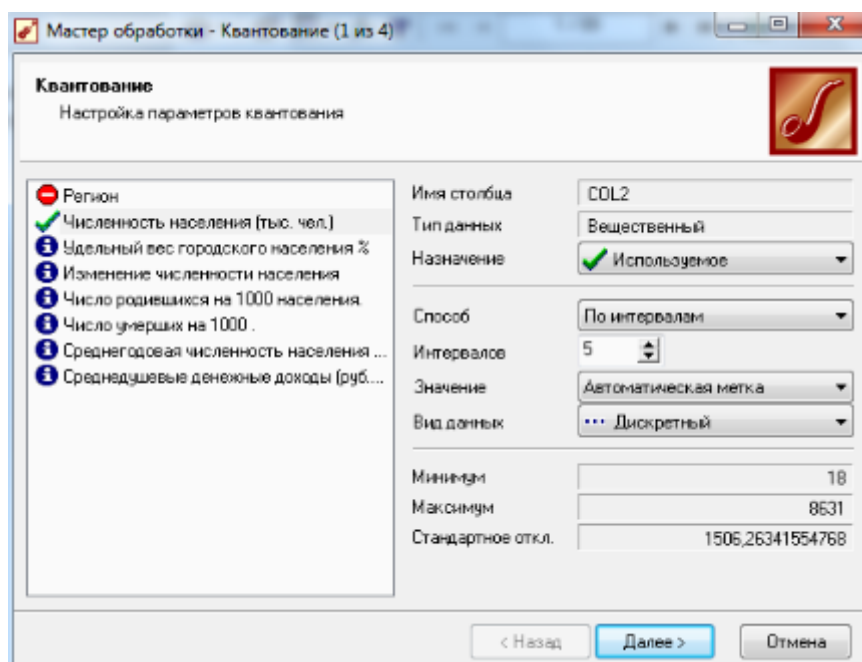 Мастер обработки - Квантование (1 из 4)
Квантование
Настройка параметров квантования
Регион
Численность населения (тыс. чел.)
Удельный вес городского населения %
Изменение численности населения
Число родившихся на 1000 населения.
Число умерших на 1000 .
Среднегодовая численность населения ...
Среднедушевые денежные доходы (руб....
Имя столбца COL2
Тип данных Вещественный
Назначение Используемое
Способ По интервалам
Интервалов 5
Значение Автоматическая метка
Вид данных Дискретный
Минимум 18
Максимум 8631
Стандартное откл. 1506,26341554768
< Назад Далее > Отмена